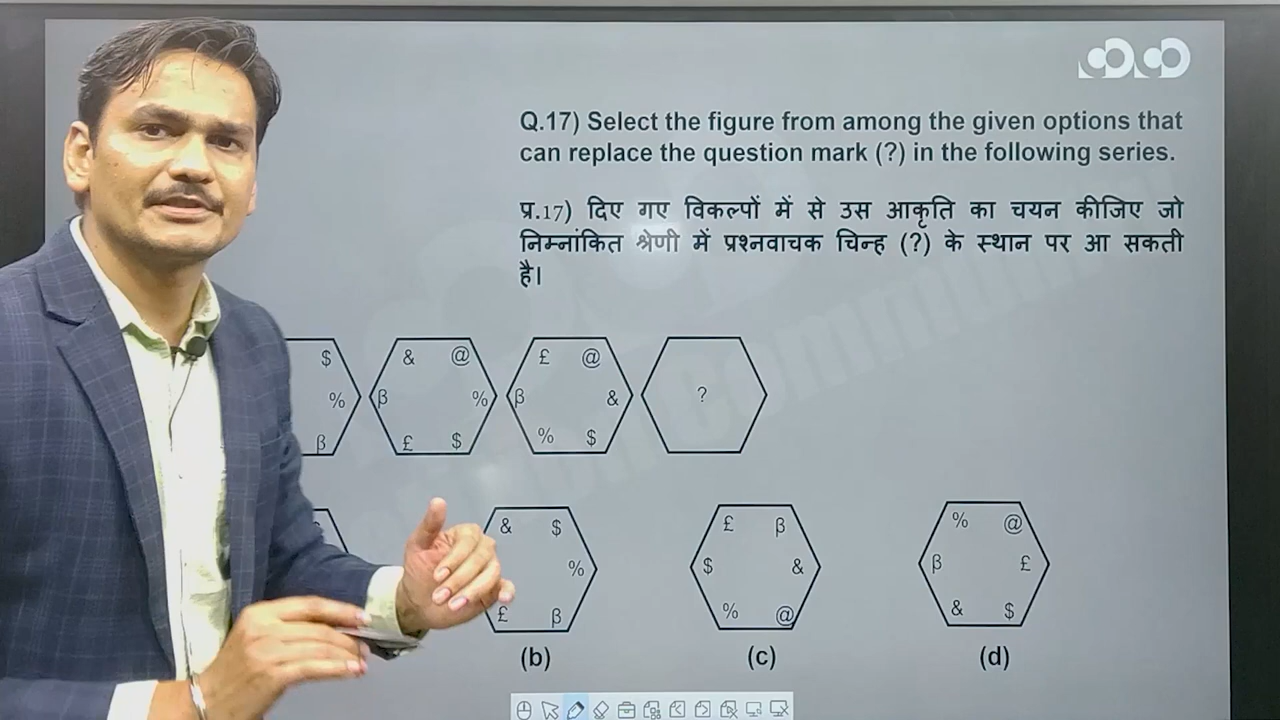 Q.17) Select the figure from among the given options that
can replace the question mark (?) in the following series.
प्र.17) दिए गए विकल्पों में से उस आकृति का चयन कीजिए जो
निम्नांकित श्रेणी में प्रश्नवाचक चिन्ह (?) के स्थान पर आ सकती
है।
$ & @ £ @
% β % β & ?
β £ $ % $
& $ £ β % @
% $ & β £
£ β % @ & $
(b) (c) (d)